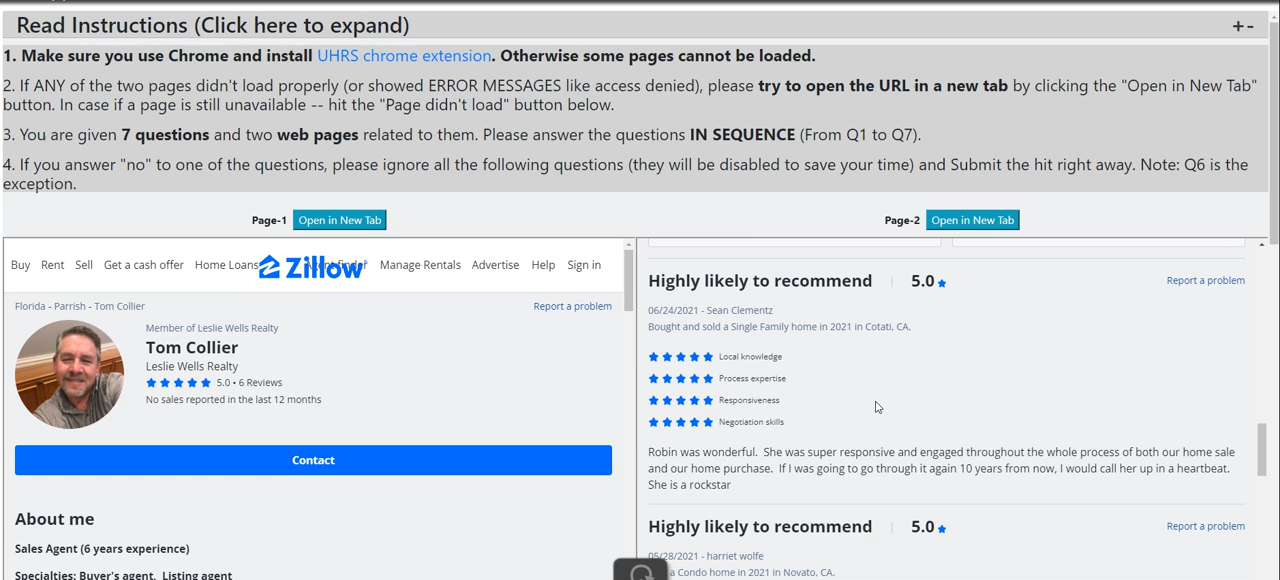 Read Instructions (Click here to expand)
+-
1. Make sure you use Chrome and install UHRS chrome extension. Otherwise some pages cannot be loaded.
2. If ANY of the two pages didn't load properly (or showed ERROR MESSAGES like access denied), please try to open the URL in a new tab by clicking the "Open in New Tab"
button. In case if a page is still unavailable -- hit the "Page didn't load" button below.
3. You are given 7 questions and two web pages related to them. Please answer the questions IN SEQUENCE (From Q1 to Q7).
4. If you answer "no" to one of the questions, please ignore all the following questions (they will be disabled to save your time) and Submit the hit right away. Note: Q6 is the
exception.
Page-1 Open in New Tab
Page-2 Open in New Tab
Buy Rent Sell Get a cash offer Home Loans Zillow Manage Rentals Advertise Help Sign in
Florida - Parrish - Tom Collier
Report a problem
Member of Leslie Wells Realty
Tom Collier
Leslie Wells Realty
5.0 • 6 Reviews
No sales reported in the last 12 months
Contact
About me
Sales Agent (6 years experience)
Specialties: Buyer's agent, Listing agent
Highly likely to recommend 5.0
Report a problem
06/24/2021 - Sean Clementz
Bought and sold a Single Family home in 2021 in Cotati, CA.
Local knowledge
Process expertise
Responsiveness
Negotiation skills
Robin was wonderful. She was super responsive and engaged throughout the whole process of both our home sale
and our home purchase. If I was going to go through it again 10 years from now, I would call her up in a heartbeat.
She is a rockstar
Highly likely to recommend 5.0
Report a problem
05/28/2021 - harriet wolfe
a Condo home in 2021 in Novato, CA.